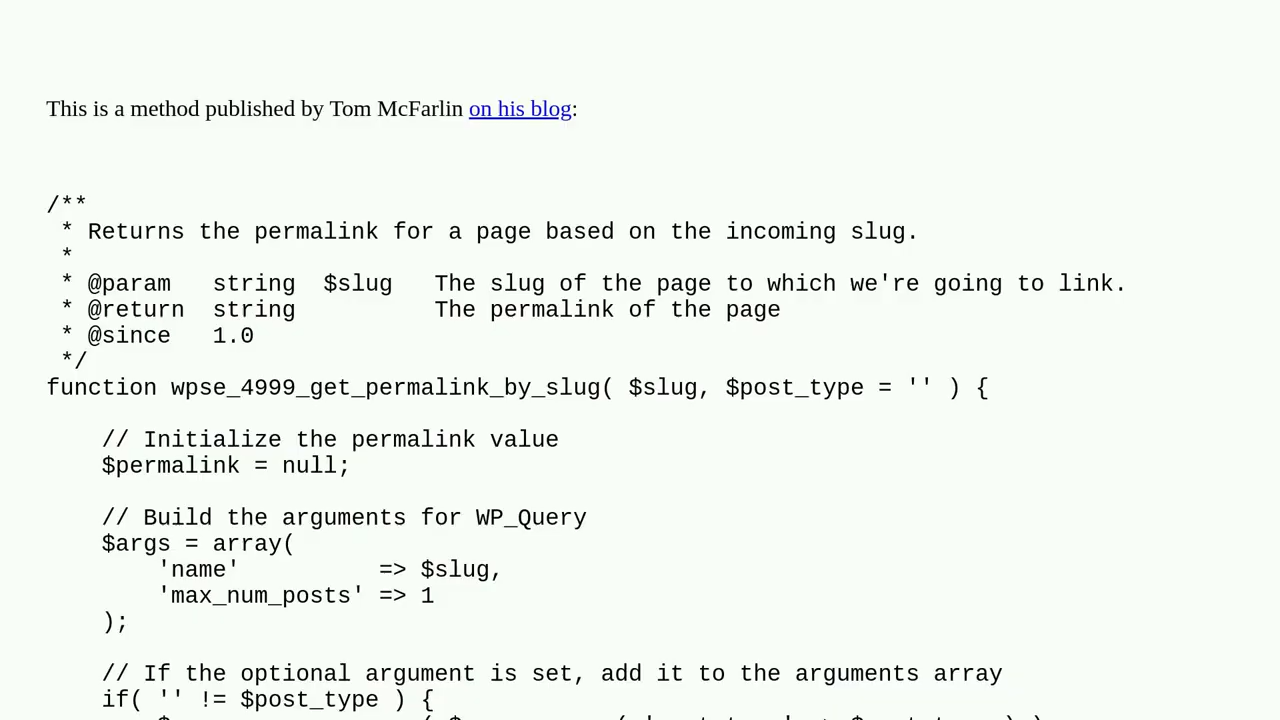 This is a method published by Tom McFarlin on his blog:
/**
 * Returns the permalink for a page based on the incoming slug.
 *
 * @param   string  $slug   The slug of the page to which we're going to link.
 * @return  string          The permalink of the page
 * @since   1.0
 */
function wpse_4999_get_permalink_by_slug( $slug, $post_type = '' ) {
    // Initialize the permalink value
    $permalink = null;
    // Build the arguments for WP_Query
    $args = array(
        'name'          => $slug,
        'max_num_posts' => 1
    );
    // If the optional argument is set, add it to the arguments array
    if( '' != $post_type ) {